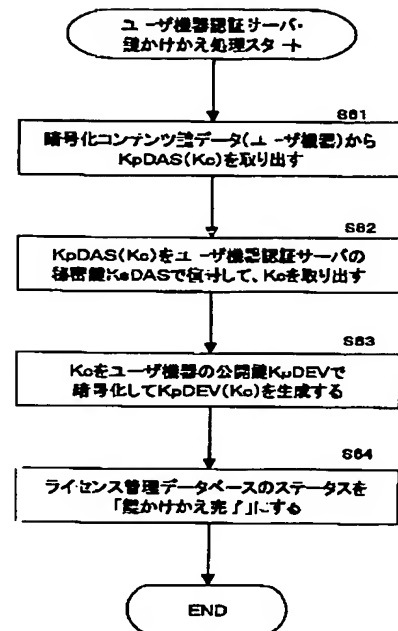 ユーザ機器認証サーバ・
鍵かけかえ処理スタート
S61
暗号化コンテンツ鍵データ(ユーザ機器)から
KpDAS(Kc)を取り出す
S62
KpDAS(Kc)をユーザ機器認証サーバの
秘密鍵KsDASで復号して、Kcを取り出す
S63
Kcをユーザ機器の公開鍵KpDEVで
暗号化してKpDEV(Kc)を生成する
S64
ライセンス管理データベースのステータスを
「鍵かけかえ完了」にする
END